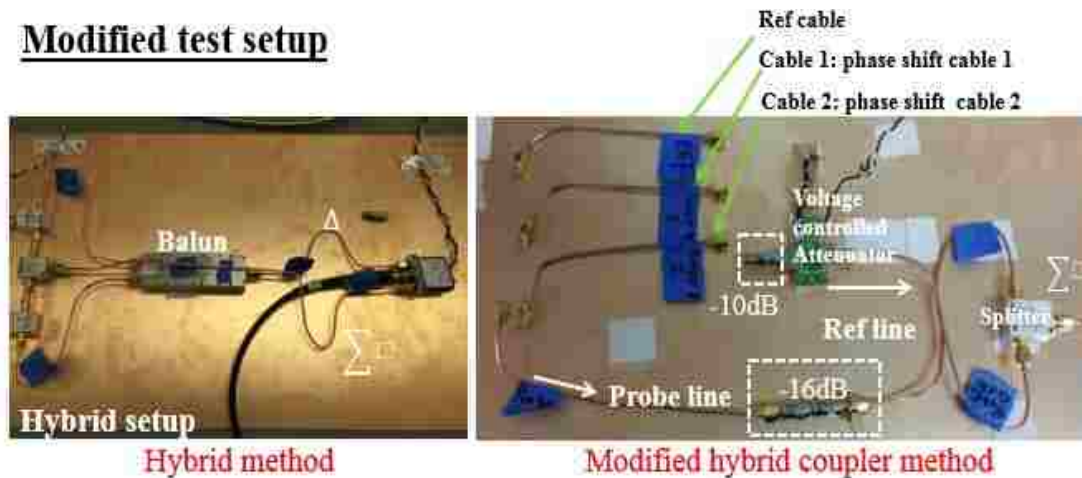 Modified test setup
Ref cable
Cable 1: phase shift cable 1
Cable 2: phase shift cable 2
Balun
Δ
∑□
Hybrid setup
Voltage
controlled
Attenuator
-10dB
Ref line
∑□
Splitter
Probe line
-16dB
Hybrid method
Modified hybrid coupler method